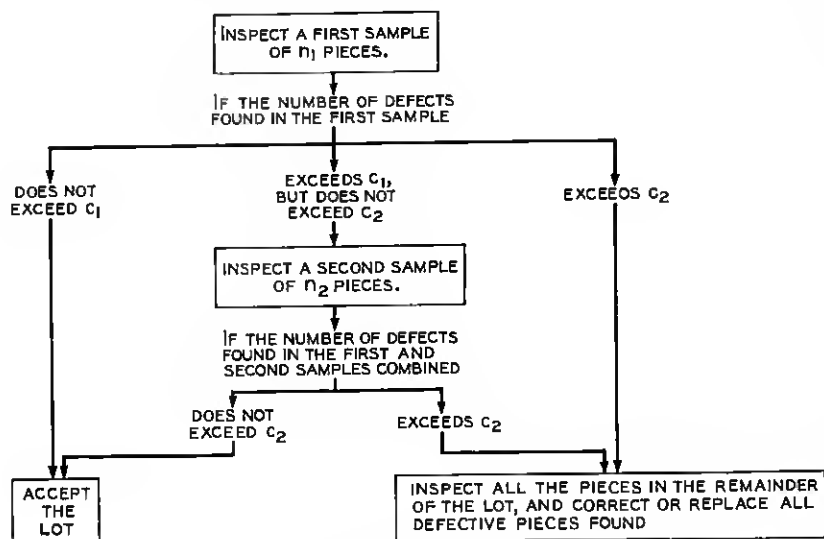 INSPECT A FIRST SAMPLE
OF n1 PIECES.
IF THE NUMBER OF DEFECTS
FOUND IN THE FIRST SAMPLE
DOES NOT
EXCEED C1
EXCEEDS C1,
BUT DOES NOT
EXCEED C2
EXCEEOS C2
INSPECT A SECOND SAMPLE
OF n2 PIECES.
IF THE NUMBER OF DEFECTS
FOUND IN THE FIRST AND
SECOND SAMPLES COMBINED
DOES NOT
EXCEED C2
EXCEEDS C2
ACCEPT
THE
LOT
INSPECT ALL THE PIECES IN THE REMAINDER
OF THE LOT, AND CORRECT OR REPLACE ALL
DEFECTIVE PIECES FOUND